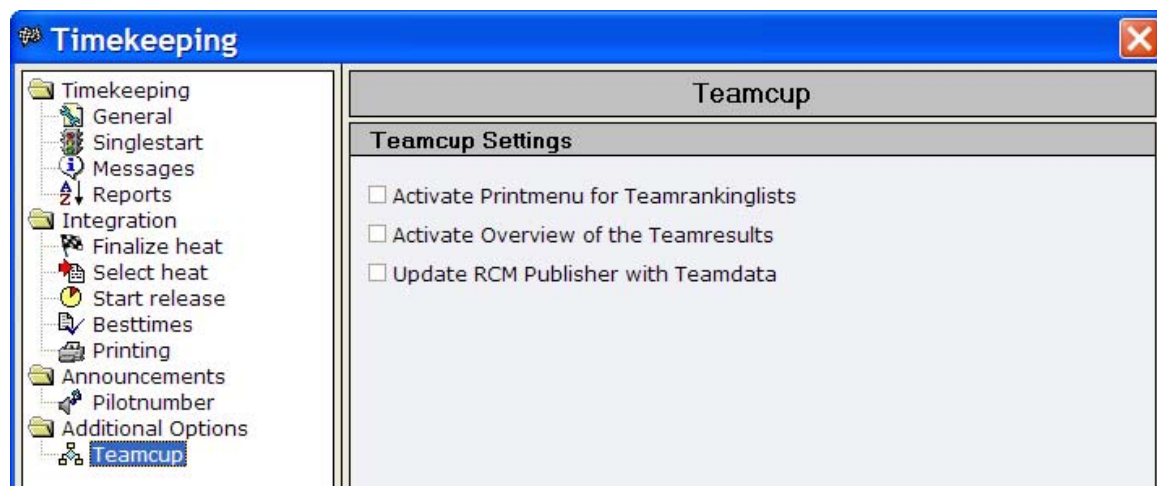 Timekeeping
Timekeeping
General
Singlestart
Messages
Reports
Integration
Finalize heat
Select heat
Start release
Besttimes
Printing
Announcements
Pilotnumber
Additional Options
Teamcup
Teamcup
Teamcup Settings
Activate Printmenu for Teamrankinglists
Activate Overview of the Teamresults
Update RCM Publisher with Teamdata